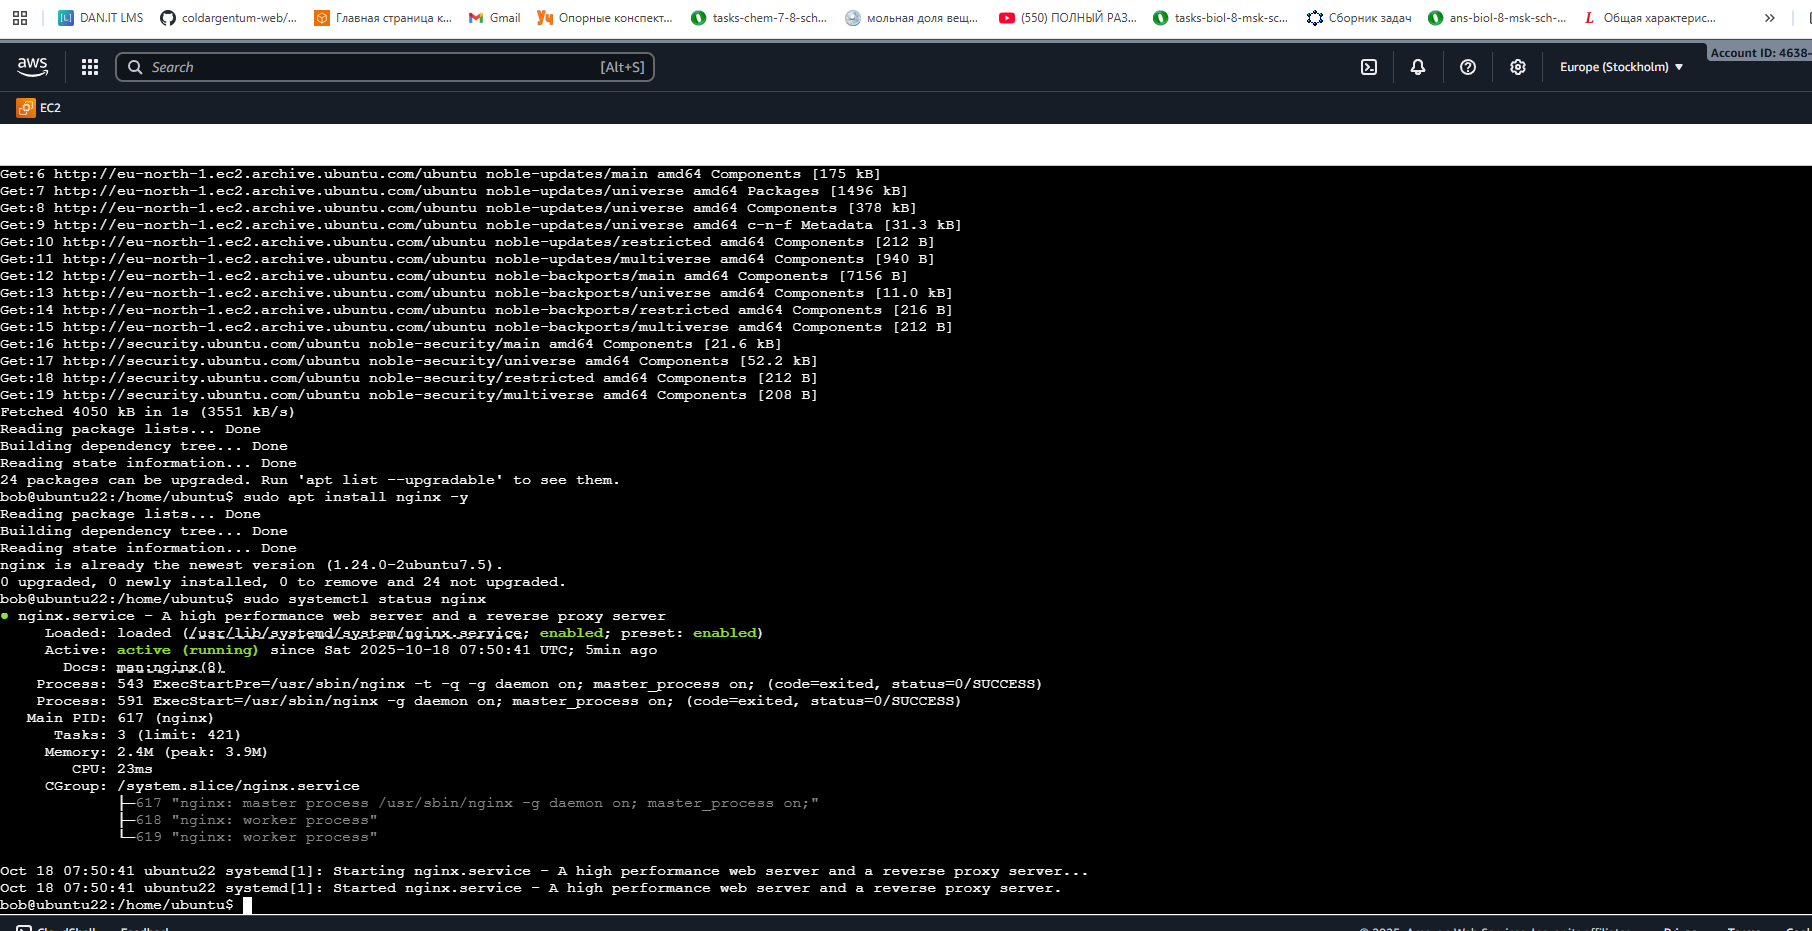 DAN.IT LMS
coldargentum-web/...
Главная страница к...
Gmail
Опорные конспект...
tasks-chem-7-8-sch...
мольная доля вещ...
(550) ПОЛНЫЙ РАЗ...
tasks-biol-8-msk-sc...
Сборник задач
ans-biol-8-msk-sch-...
Общая характерис...
aws
Search
[Alt+S]
Europe (Stockholm)
Account ID: 4638-
EC2
Get:6 http://eu-north-1.ec2.archive.ubuntu.com/ubuntu noble-updates/main amd64 Components [175 kB]
Get:7 http://eu-north-1.ec2.archive.ubuntu.com/ubuntu noble-updates/universe amd64 Packages [1496 kB]
Get:8 http://eu-north-1.ec2.archive.ubuntu.com/ubuntu noble-updates/universe amd64 Components [378 kB]
Get:9 http://eu-north-1.ec2.archive.ubuntu.com/ubuntu noble-updates/universe amd64 c-n-f Metadata [31.3 kB]
Get:10 http://eu-north-1.ec2.archive.ubuntu.com/ubuntu noble-updates/restricted amd64 Components [212 B]
Get:11 http://eu-north-1.ec2.archive.ubuntu.com/ubuntu noble-updates/multiverse amd64 Components [940 B]
Get:12 http://eu-north-1.ec2.archive.ubuntu.com/ubuntu noble-backports/main amd64 Components [7156 B]
Get:13 http://eu-north-1.ec2.archive.ubuntu.com/ubuntu noble-backports/universe amd64 Components [11.0 kB]
Get:14 http://eu-north-1.ec2.archive.ubuntu.com/ubuntu noble-backports/restricted amd64 Components [216 B]
Get:15 http://eu-north-1.ec2.archive.ubuntu.com/ubuntu noble-backports/multiverse amd64 Components [212 B]
Get:16 http://security.ubuntu.com/ubuntu noble-security/main amd64 Components [21.6 kB]
Get:17 http://security.ubuntu.com/ubuntu noble-security/universe amd64 Components [52.2 kB]
Get:18 http://security.ubuntu.com/ubuntu noble-security/restricted amd64 Components [212 B]
Get:19 http://security.ubuntu.com/ubuntu noble-security/multiverse amd64 Components [208 B]
Fetched 4050 kB in 1s (3551 kB/s)
Reading package lists... Done
Building dependency tree... Done
Reading state information... Done
24 packages can be upgraded. Run 'apt list --upgradable' to see them.
bob@ubuntu22:/home/ubuntu$ sudo apt install nginx -y
Reading package lists... Done
Building dependency tree... Done
Reading state information... Done
nginx is already the newest version (1.24.0-2ubuntu7.5).
0 upgraded, 0 newly installed, 0 to remove and 24 not upgraded.
bob@ubuntu22:/home/ubuntu$ sudo systemctl status nginx
● nginx.service - A high performance web server and a reverse proxy server
Loaded: loaded (/usr/lib/systemd/system/nginx.service; enabled; preset: enabled)
Active: active (running) since Sat 2025-10-18 07:50:41 UTC; 5min ago
Docs: man:nginx(8)
Process: 543 ExecStartPre=/usr/sbin/nginx -t -q -g daemon on; master_process on; (code=exited, status=0/SUCCESS)
Process: 591 ExecStart=/usr/sbin/nginx -g daemon on; master_process on; (code=exited, status=0/SUCCESS)
Main PID: 617 (nginx)
Tasks: 3 (limit: 421)
Memory: 2.4M (peak: 3.9M)
CPU: 23ms
CGroup: /system.slice/nginx.service
├─617 "nginx: master process /usr/sbin/nginx -g daemon on; master_process on;"
├─618 "nginx: worker process"
└─619 "nginx: worker process"
Oct 18 07:50:41 ubuntu22 systemd[1]: Starting nginx.service - A high performance web server and a reverse proxy server...
Oct 18 07:50:41 ubuntu22 systemd[1]: Started nginx.service - A high performance web server and a reverse proxy server.
bob@ubuntu22:/home/ubuntu$